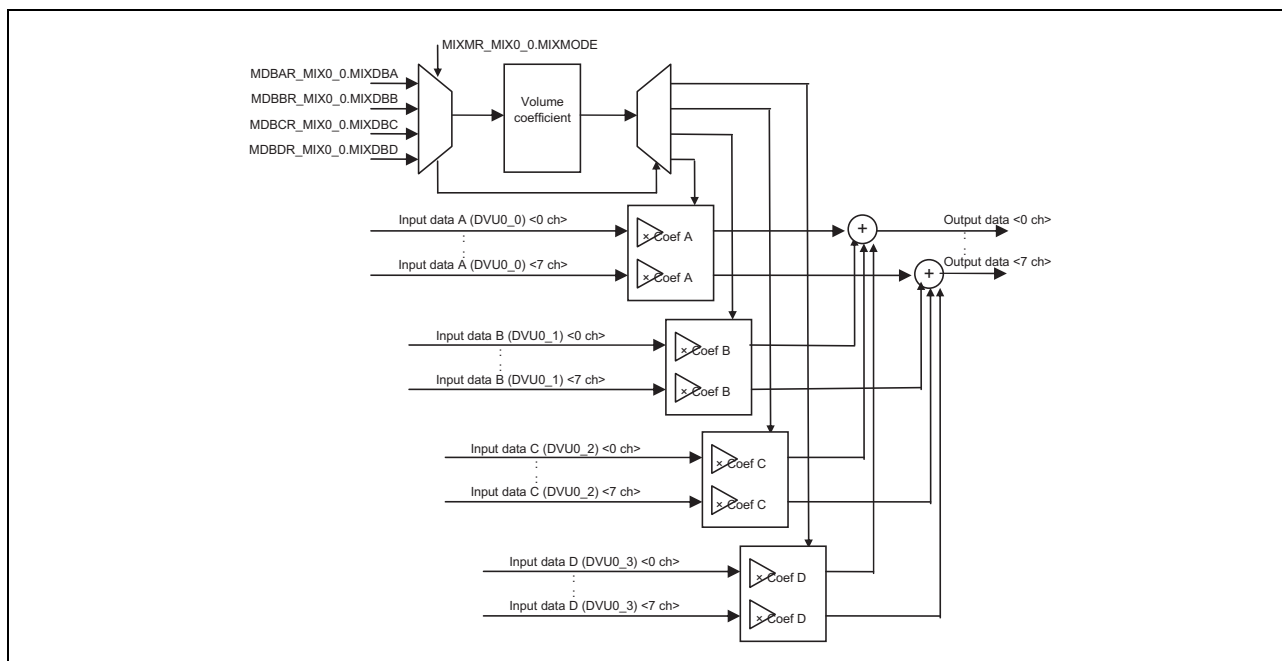 MIXMR_MIX0_0.MIXMODE
MDBAR_MIX0_0.MIXDBA
MDBBR_MIX0_0.MIXDBB
MDBCR_MIX0_0.MIXDBC
MDBDR_MIX0_0.MIXDBD
Volume
coefficient
Input data A (DVU0_0) <0 ch>
× Coef A
+
Output data <0 ch>
Input data A (DVU0_0) <7 ch>
× Coef A
+
Output data <7 ch>
Input data B (DVU0_1) <0 ch>
× Coef B
Input data B (DVU0_1) <7 ch>
× Coef B
Input data C (DVU0_2) <0 ch>
× Coef C
Input data C (DVU0_2) <7 ch>
× Coef C
Input data D (DVU0_3) <0 ch>
× Coef D
Input data D (DVU0_3) <7 ch>
× Coef D